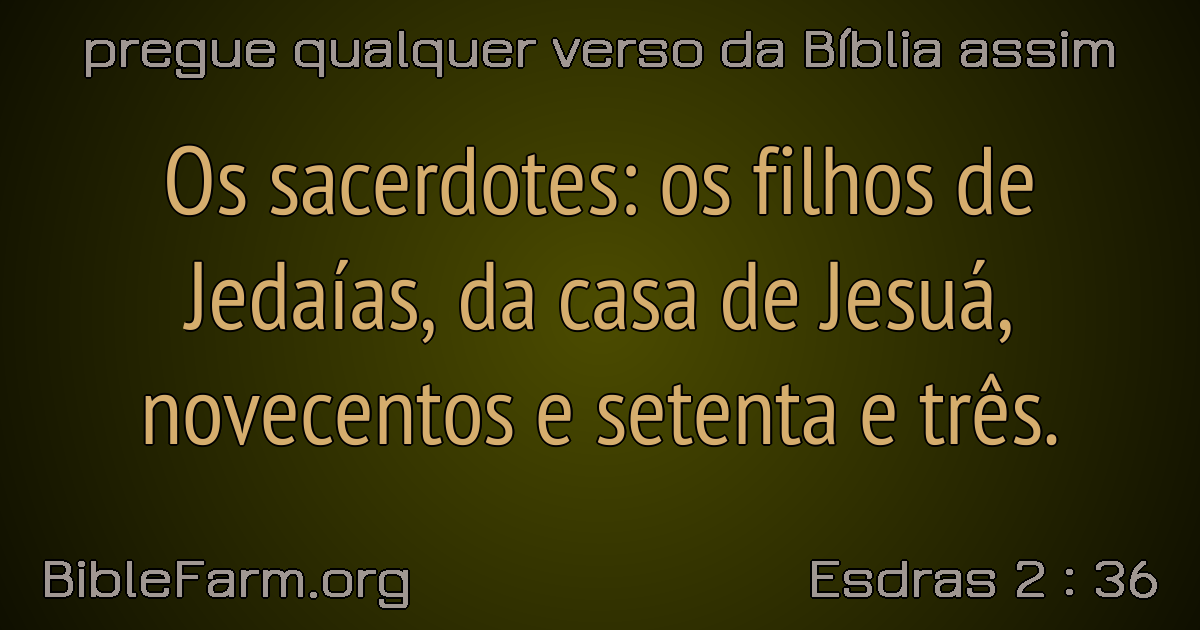 pregue qualquer verso da Bíblia assim
Os sacerdotes: os filhos de
Jedaías, da casa de Jesuá,
novecentos e setenta e três.
BibleFarm.org
Esdras 2 : 36